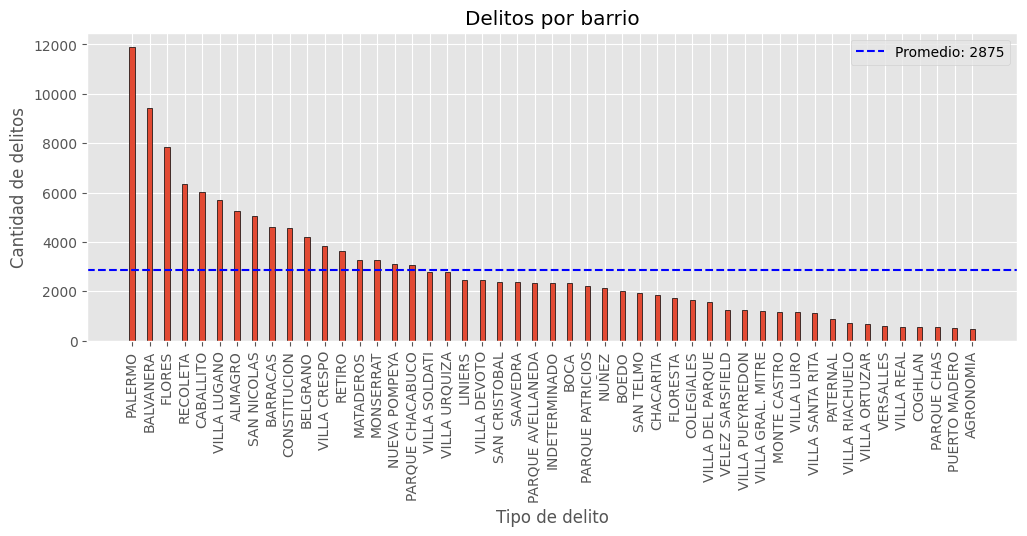 Delitos por barrio
Promedio: 2875
Cantidad de delitos
12000
10000
8000
6000
4000
2000
0
PALERMO
BALVANERA
FLORES
RECOLETA
CABALLITO
VILLA LUGANO
ALMAGRO
SAN NICOLAS
BARRACAS
CONSTITUCION
BELGRANO
VILLA CRESPO
RETIRO
MATADEROS
MONSERRAT
NUEVA POMPEYA
PARQUE CHACABUCO
VILLA SOLDATI
VILLA URQUIZA
LINIERS
VILLA DEVOTO
SAN CRISTOBAL
SAAVEDRA
PARQUE AVELLANEDA
INDETERMINADO
BOCA
PARQUE PATRICIOS
NUÑEZ
BOEDO
SAN TELMO
CHACARITA
FLORESTA
COLEGIALES
VILLA DEL PARQUE
VELEZ SARSFIELD
VILLA PUEYRREDON
VILLA GRAL. MITRE
MONTE CASTRO
VILLA LURO
VILLA SANTA RITA
PATERNAL
VILLA RIACHUELO
VILLA ORTUZAR
VERSALLES
VILLA REAL
COGHLAN
PARQUE CHAS
PUERTO MADERO
AGRONOMIA
Tipo de delito